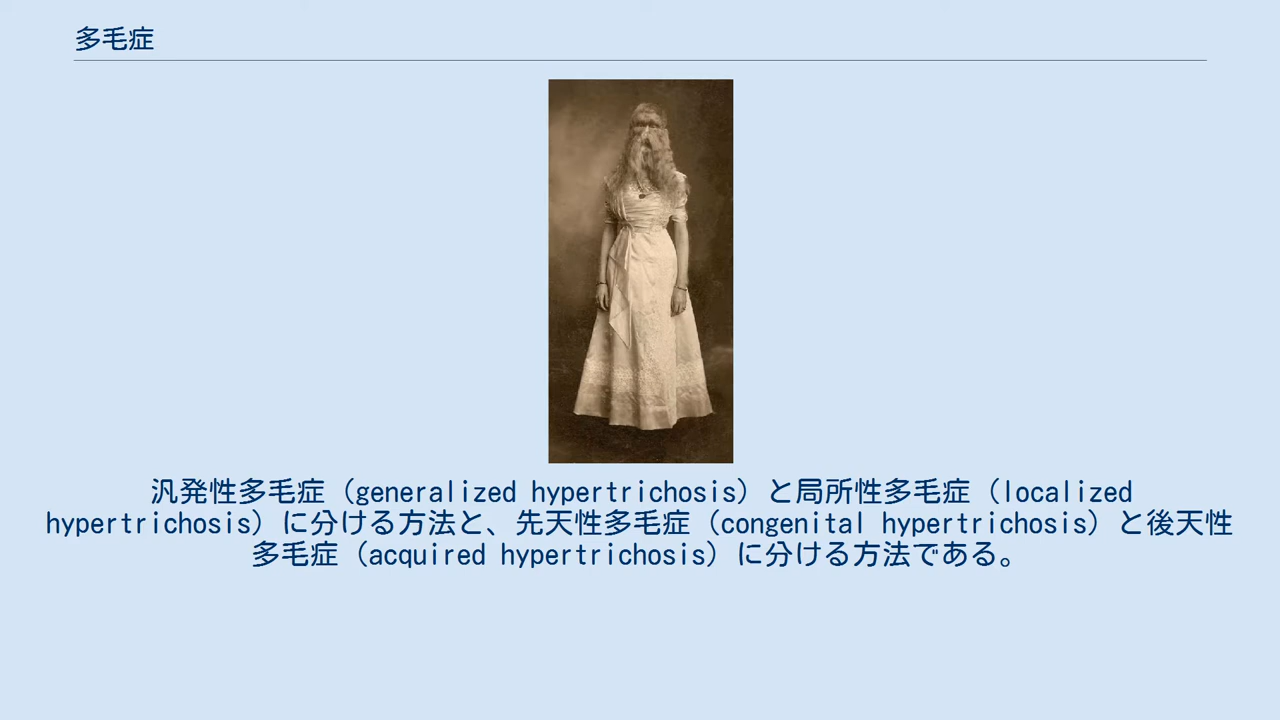 多毛症
汎発性多毛症（generalized hypertrichosis）と局所性多毛症（localized
hypertrichosis）に分ける方法と、先天性多毛症（congenital hypertrichosis）と後天性
多毛症（acquired hypertrichosis）に分ける方法である。